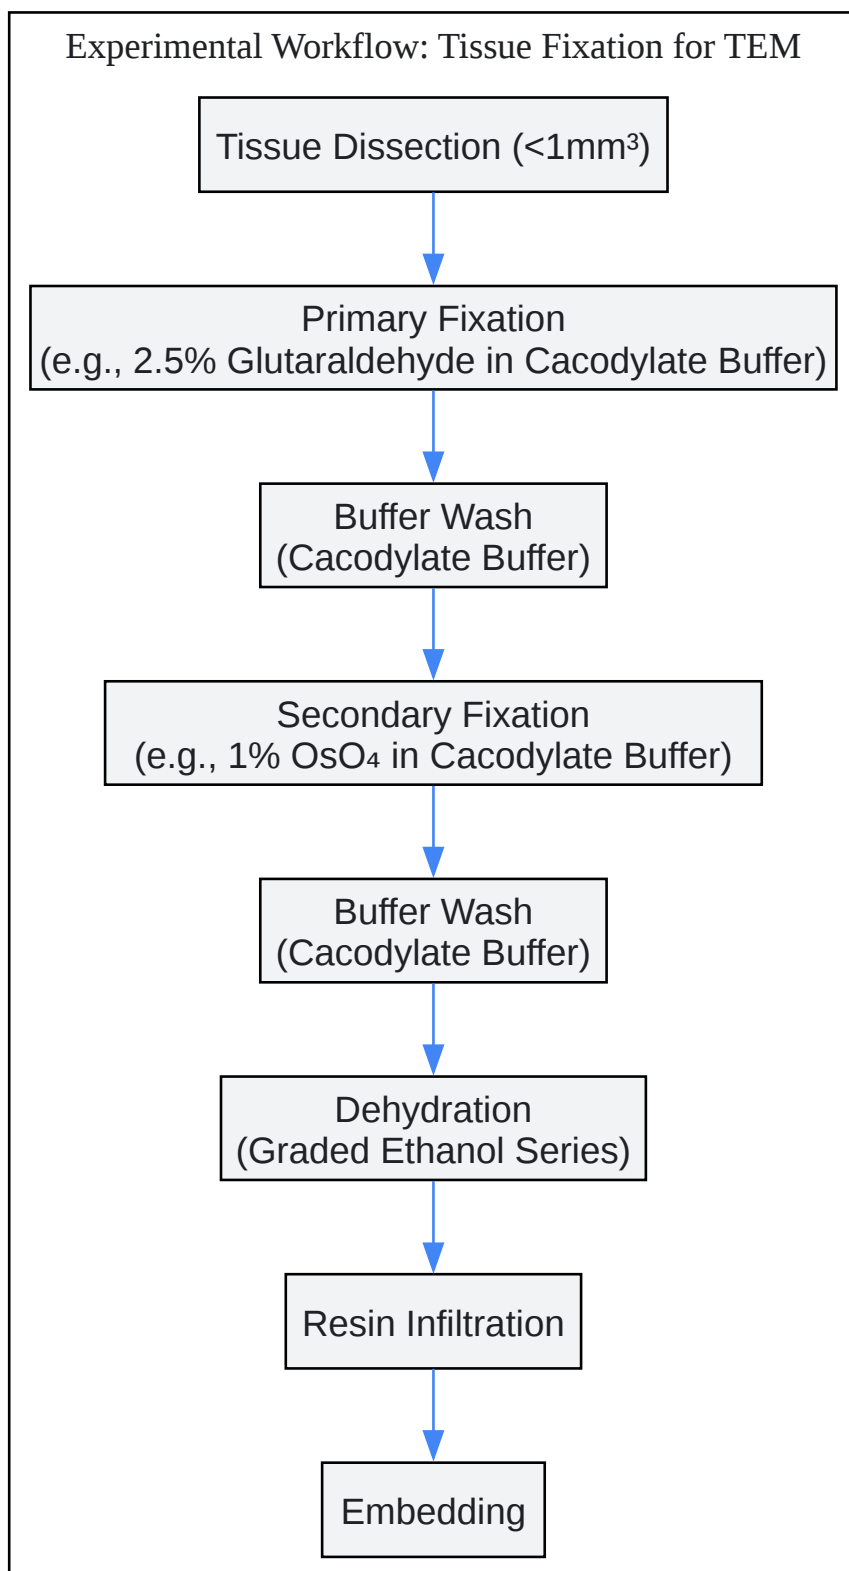 Experimental Workflow: Tissue Fixation for TEM
Tissue Dissection (<1mm³)
Primary Fixation
(e.g., 2.5% Glutaraldehyde in Cacodylate Buffer)
Buffer Wash
(Cacodylate Buffer)
Secondary Fixation
(e.g., 1% OsO₄ in Cacodylate Buffer)
Buffer Wash
(Cacodylate Buffer)
Dehydration
(Graded Ethanol Series)
Resin Infiltration
Embedding